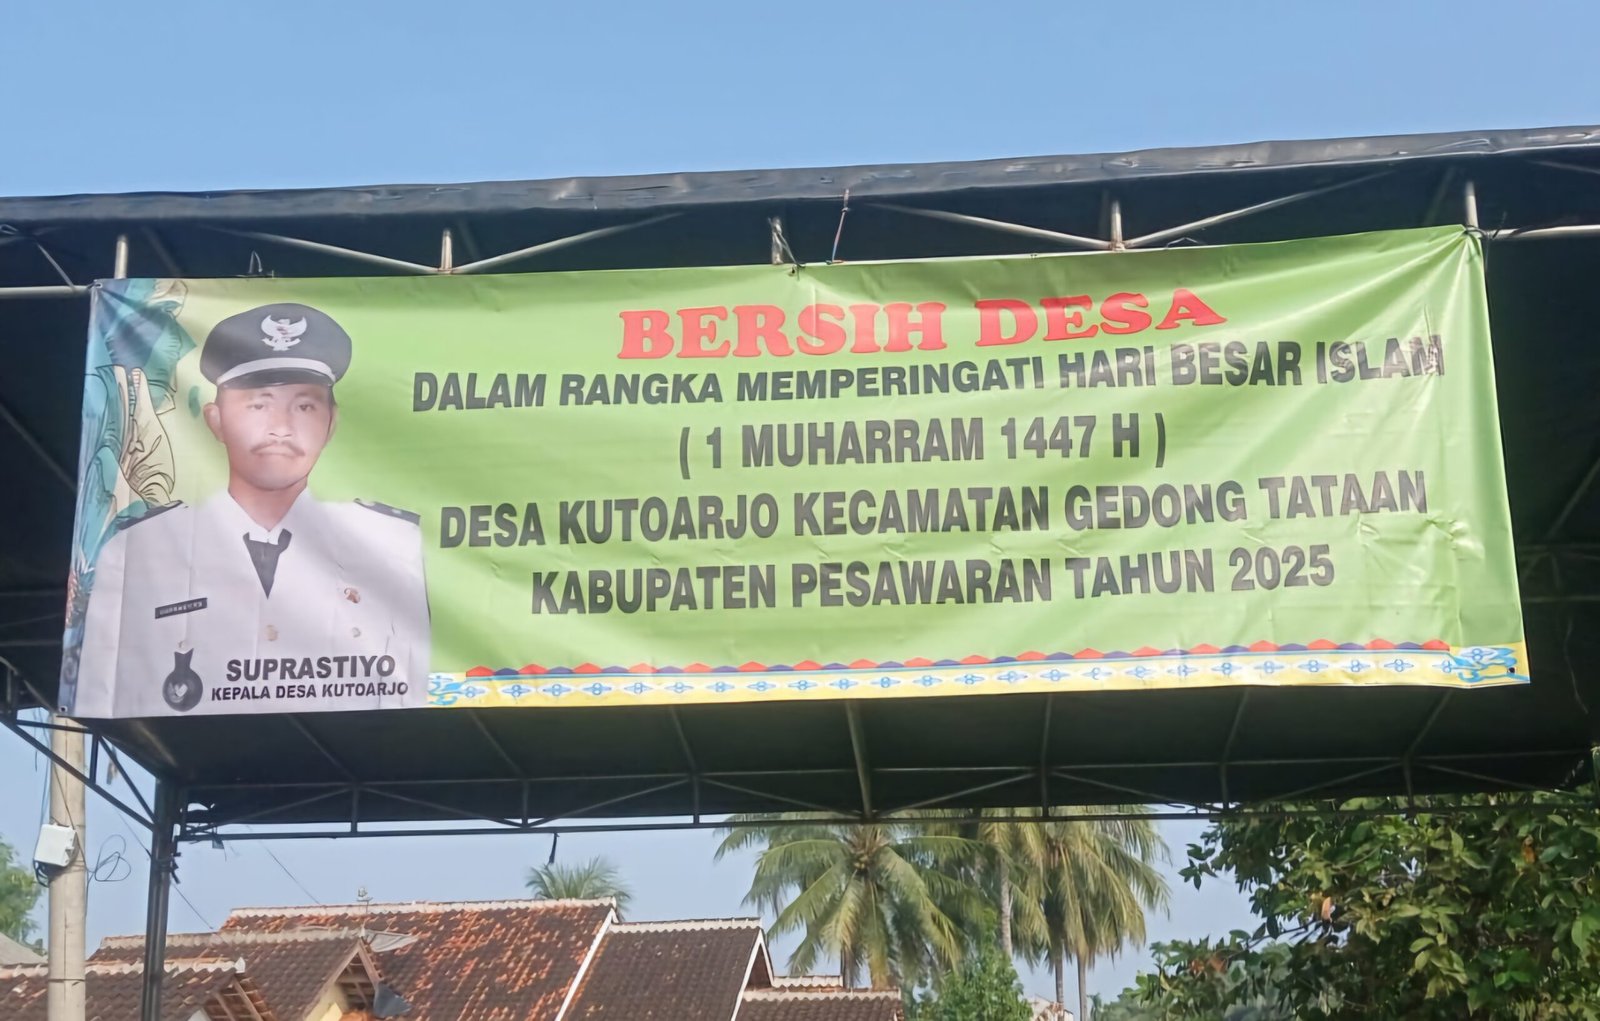 BERSIH DESA
DALAM RANGKA MEMPERINGATI HARI BESAR ISLAM
( 1 MUHARRAM 1447 H )
DESA KUTOARJO KECAMATAN GEDONG TATAAN
KABUPATEN PESAWARAN TAHUN 2025
SUPRASTIYO
KEPALA DESA KUTOARJO